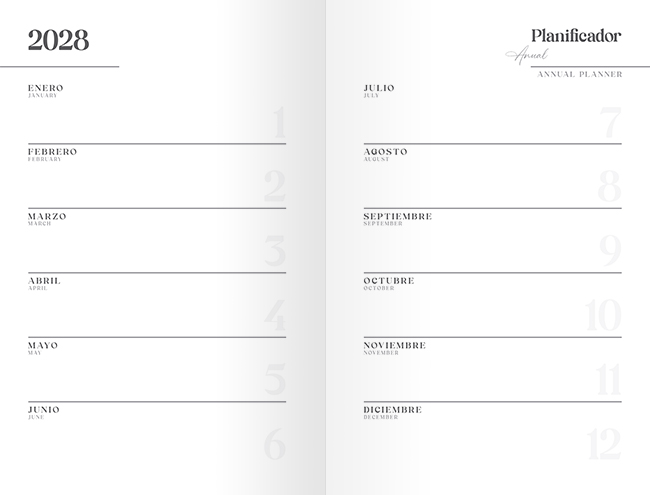 2028
ENERO
JANUARY
1
FEBRERO
FEBRUARY
2
MARZO
MARCH
3
ABRIL
APRIL
4
MAYO
MAY
5
JUNIO
JUNE
6
Planificador
Anual
ANNUAL PLANNER
JULIO
JULY
7
AGOSTO
AUGUST
8
SEPTIEMBRE
SEPTEMBER
9
OCTUBRE
OCTOBER
10
NOVIEMBRE
NOVEMBER
11
DICIEMBRE
DECEMBER
12